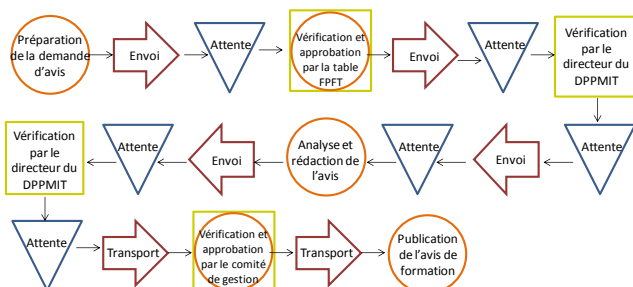 Préparation
de la demande
d'avis
Envoi
Attente
Vérification et
approbation
par la table
FPFT
Envoi
Attente
Vérification
par le
directeur du
DPPMIT
Attente
Envoi
Attente
Analyse et
rédaction de
l'avis
Envoi
Attente
Vérification
par le
directeur du
DPPMIT
Attente
Transport
Vérification et
approbation
par le comité
de gestion
Transport
Publication
de l'avis de
formation